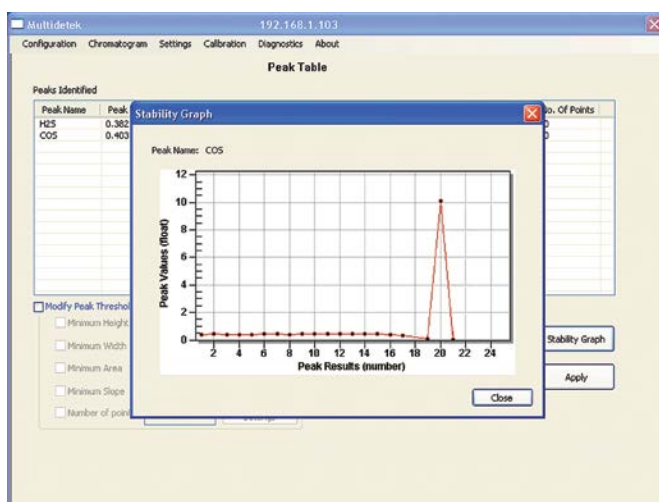 Multidetek 192.168.1.103
Configuration Chromatogram Settings Calibration Diagnostics About
Peak Table
Peaks Identified
Peak Name Peak No. Of Points
H2S 0.382
COS 0.403
Stability Graph
Peak Name: COS
Peak Values (float)
12
10
8
6
4
2
0
2 4 6 8 10 12 14 16 18 20 22 24
Peak Results (number)
Close
Modify Peak Threshol
Minimum Height
Minimum Width
Minimum Area
Minimum Slope
Number of poin
Stability Graph
Apply